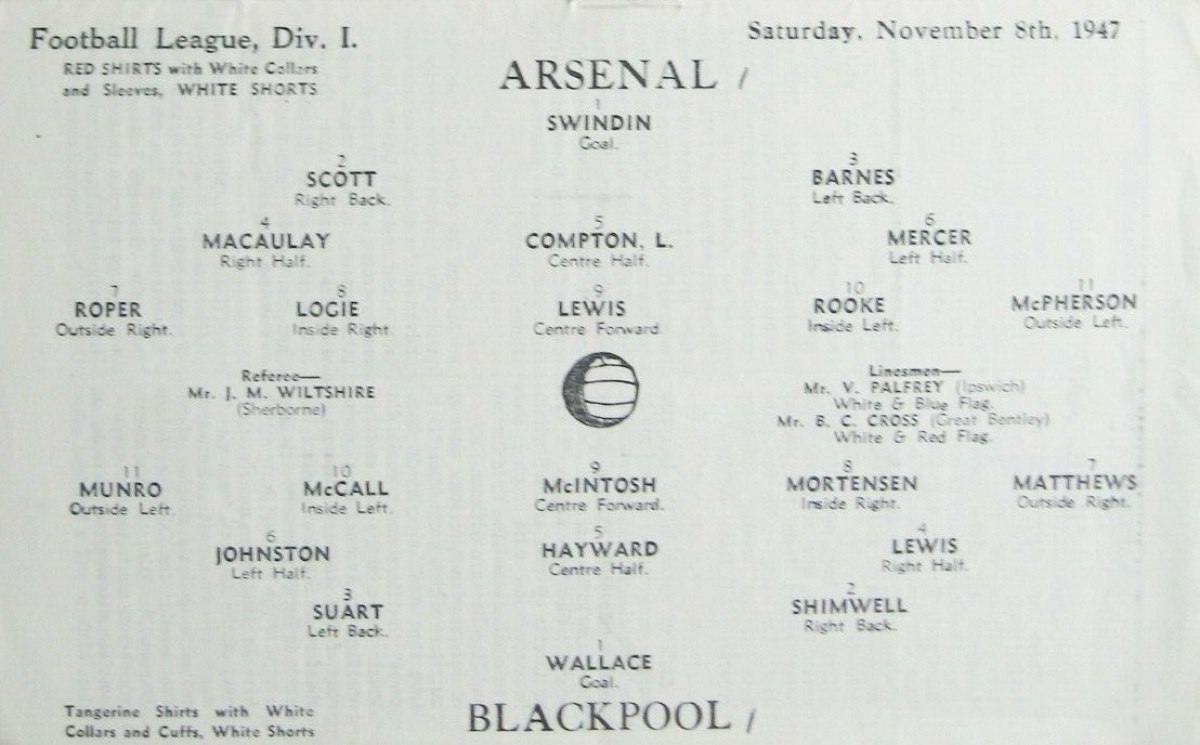 Football League, Div. I.
Saturday, November 8th, 1947
RED SHIRTS with White Collars
and Sleeves, WHITE SHORTS
ARSENAL /
1
SWINDIN
Goal.
2
SCOTT
Right Back.
3
BARNES
Left Back.
4
MACAULAY
Right Half.
5
COMPTON, L.
Centre Half.
6
MERCER
Left Half.
7
ROPER
Outside Right.
8
LOGIE
Inside Right
9
LEWIS
Centre Forward
10
ROOKE
Inside Left.
11
McPHERSON
Outside Left.
Referee—
Mr. J. M. WILTSHIRE
(Sherborne)
Linesmen—
Mr. V. PALFREY (Ipswich)
White & Blue Flag.
Mr. B. C. CROSS (Great Bentley)
White & Red Flag.
11
MUNRO
Outside Left.
10
McCALL
Inside Left.
9
McINTOSH
Centre Forward.
8
MORTENSEN
Inside Right.
7
MATTHEWS
Outside Right.
6
JOHNSTON
Left Half.
5
HAYWARD
Centre Half.
4
LEWIS
Right Half.
3
SUART
Left Back.
2
SHIMWELL
Right Back.
1
WALLACE
Goal.
Tangerine Shirts with White
Collars and Cuffs, White Shorts
BLACKPOOL /